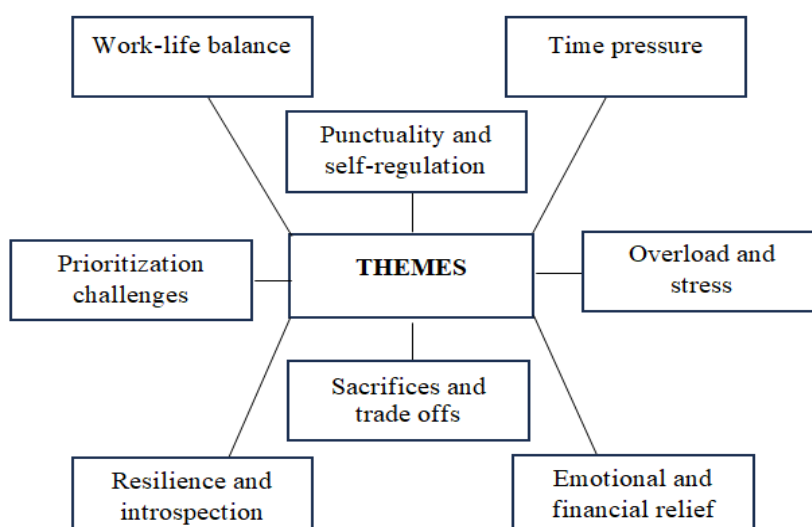 Work-life balance
Time pressure
Punctuality and
self-regulation
Prioritization
challenges
THEMES
Overload and
stress
Sacrifices and
trade offs
Resilience and
introspection
Emotional and
financial relief